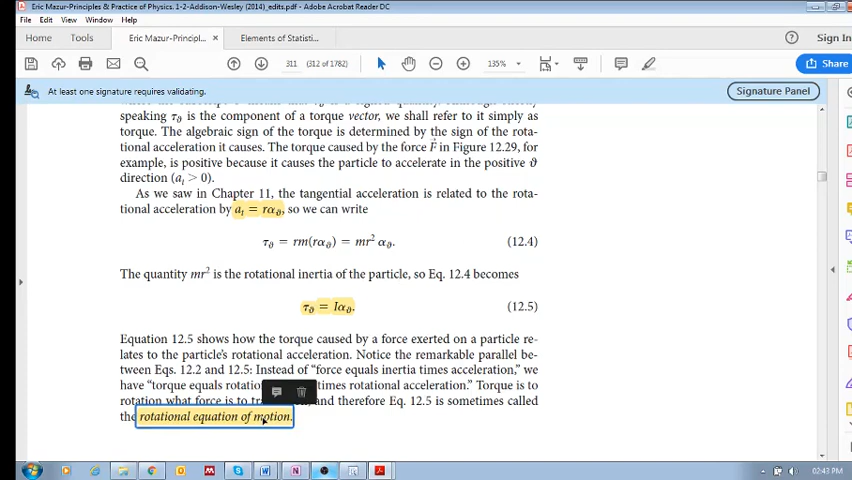 Eric Mazur-Principles & Practice of Physics. 1-2-Addison-Wesley (2014)_edits.pdf - Adobe Acrobat Reader DC
File Edit View Window Help
Home Tools Eric Mazur-Principl... × Elements of Statisti... Sign In
311 (312 of 1782) 135% Share
At least one signature requires validating. Signature Panel
speaking τϑ is the component of a torque vector, we shall refer to it simply as
torque. The algebraic sign of the torque is determined by the sign of the rota-
tional acceleration it causes. The torque caused by the force F⃗ in Figure 12.29, for
example, is positive because it causes the particle to accelerate in the positive ϑ
direction (at > 0).
As we saw in Chapter 11, the tangential acceleration is related to the rota-
tional acceleration by at = rαϑ, so we can write
τϑ = rm(rαϑ) = mr² αϑ. (12.4)
The quantity mr² is the rotational inertia of the particle, so Eq. 12.4 becomes
τϑ = Iαϑ. (12.5)
Equation 12.5 shows how the torque caused by a force exerted on a particle re-
lates to the particle's rotational acceleration. Notice the remarkable parallel be-
tween Eqs. 12.2 and 12.5: Instead of “force equals inertia times acceleration,” we
have “torque equals rotatio times rotational acceleration.” Torque is to
rotation what force is to tra and therefore Eq. 12.5 is sometimes called
the rotational equation of motion.
02:43 PM